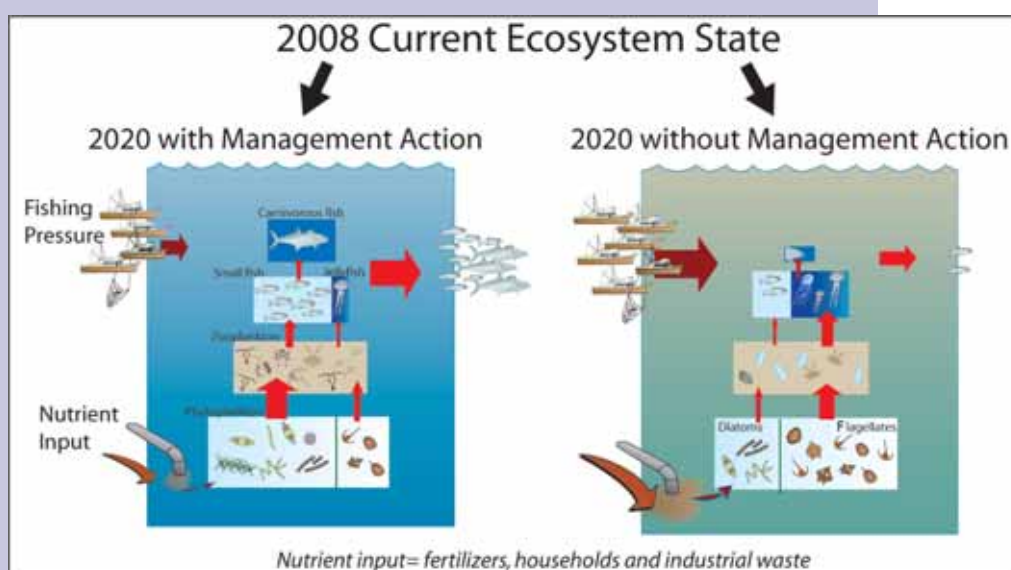 2008 Current Ecosystem State
2020 with Management Action
2020 without Management Action
Fishing
Pressure
Carnivorous fish
Small fish
Jellyfish
Zooplankton
Phytoplankton
Nutrient
Input
Diatoms
Flagellates
Nutrient input= fertilizers, households and industrial waste